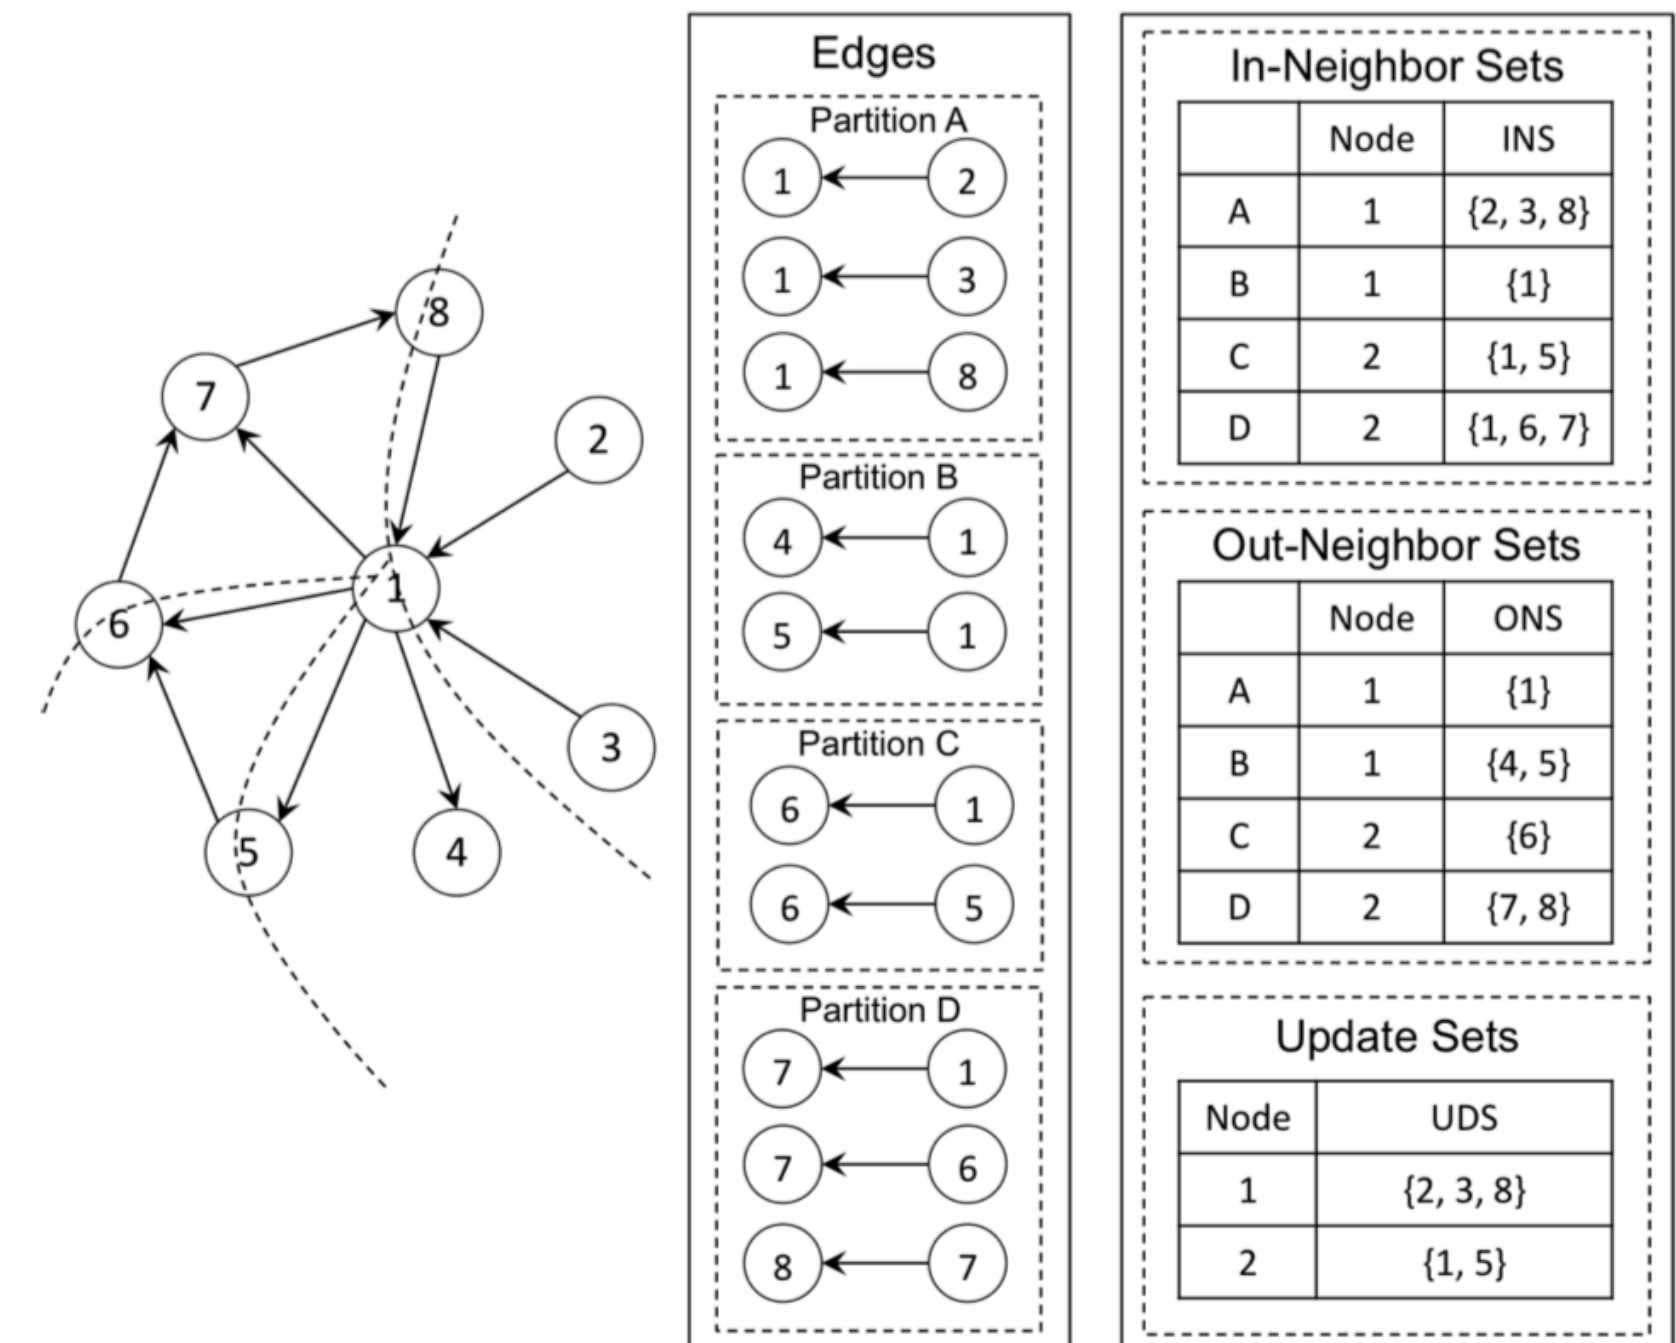 8
7
2
1
6
3
5
4
Edges
Partition A
1 2
1 3
1 8
Partition B
4 1
5 1
Partition C
6 1
6 5
Partition D
7 1
7 6
8 7
In-Neighbor Sets
Node INS
A 1 {2, 3, 8}
B 1 {1}
C 2 {1, 5}
D 2 {1, 6, 7}
Out-Neighbor Sets
Node ONS
A 1 {1}
B 1 {4, 5}
C 2 {6}
D 2 {7, 8}
Update Sets
Node UDS
1 {2, 3, 8}
2 {1, 5}